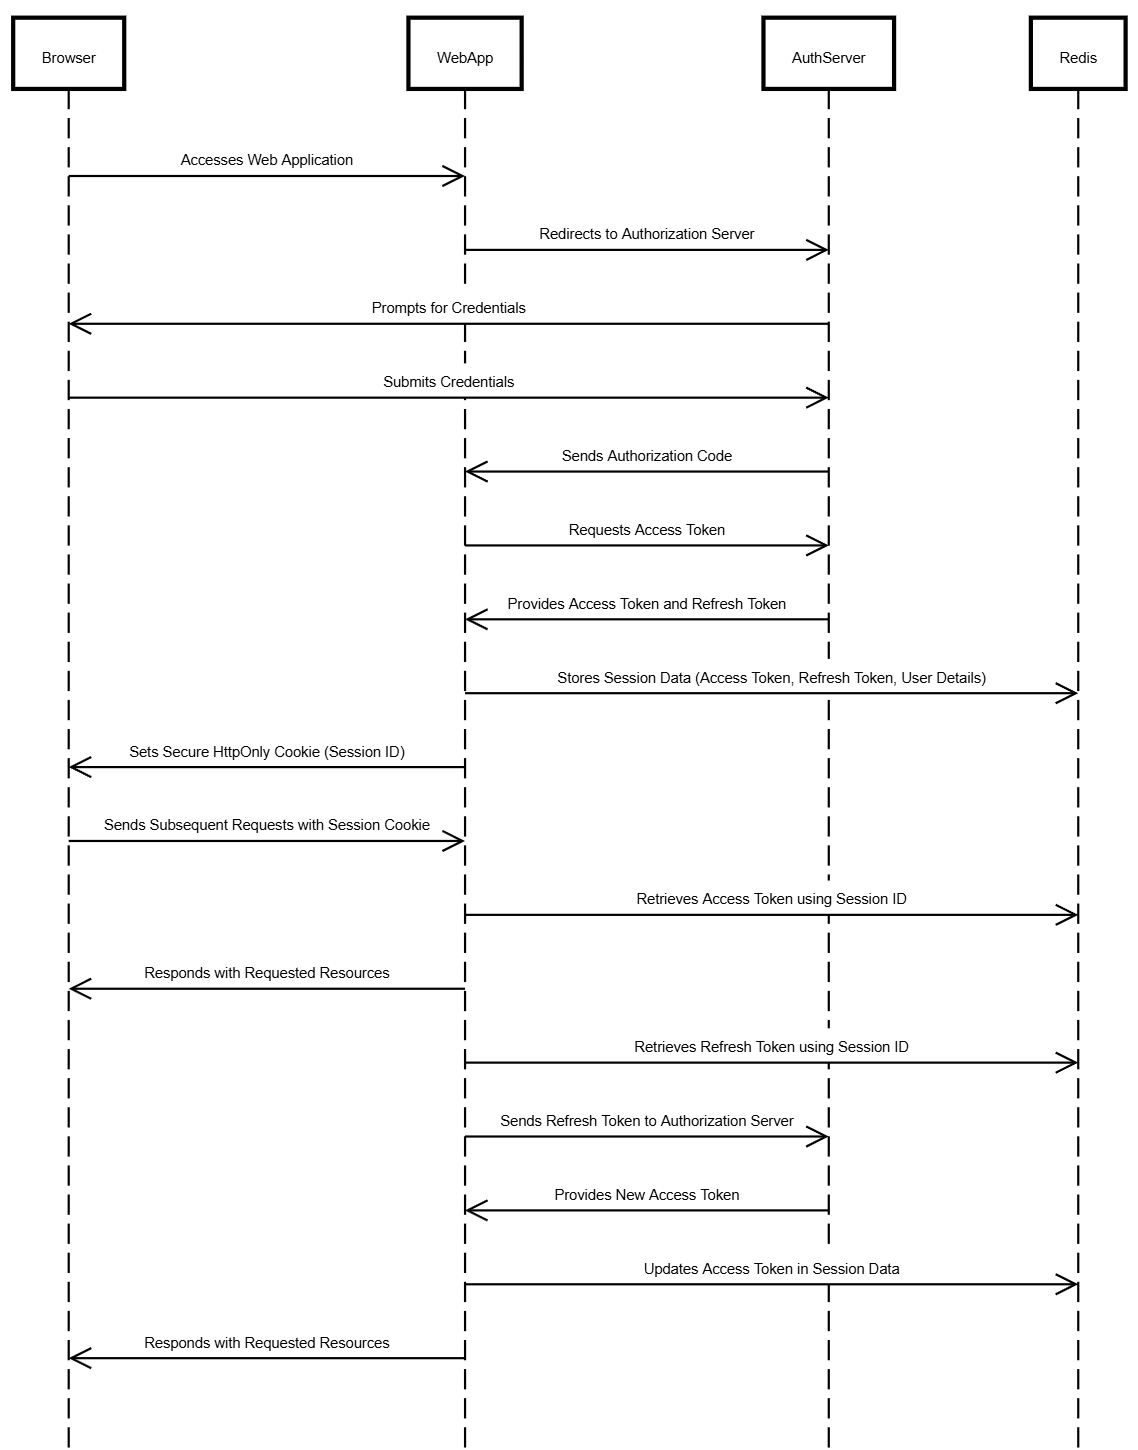 Browser
WebApp
AuthServer
Redis
Accesses Web Application
Redirects to Authorization Server
Prompts for Credentials
Submits Credentials
Sends Authorization Code
Requests Access Token
Provides Access Token and Refresh Token
Stores Session Data (Access Token, Refresh Token, User Details)
Sets Secure HttpOnly Cookie (Session ID)
Sends Subsequent Requests with Session Cookie
Retrieves Access Token using Session ID
Responds with Requested Resources
Retrieves Refresh Token using Session ID
Sends Refresh Token to Authorization Server
Provides New Access Token
Updates Access Token in Session Data
Responds with Requested Resources